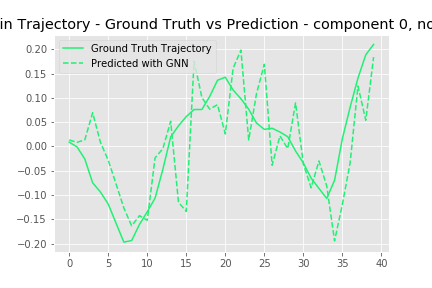 in Trajectory - Ground Truth vs Prediction - component 0, no
Ground Truth Trajectory
Predicted with GNN
0.20
0.15
0.10
0.05
0.00
−0.05
−0.10
−0.15
−0.20
0 5 10 15 20 25 30 35 40